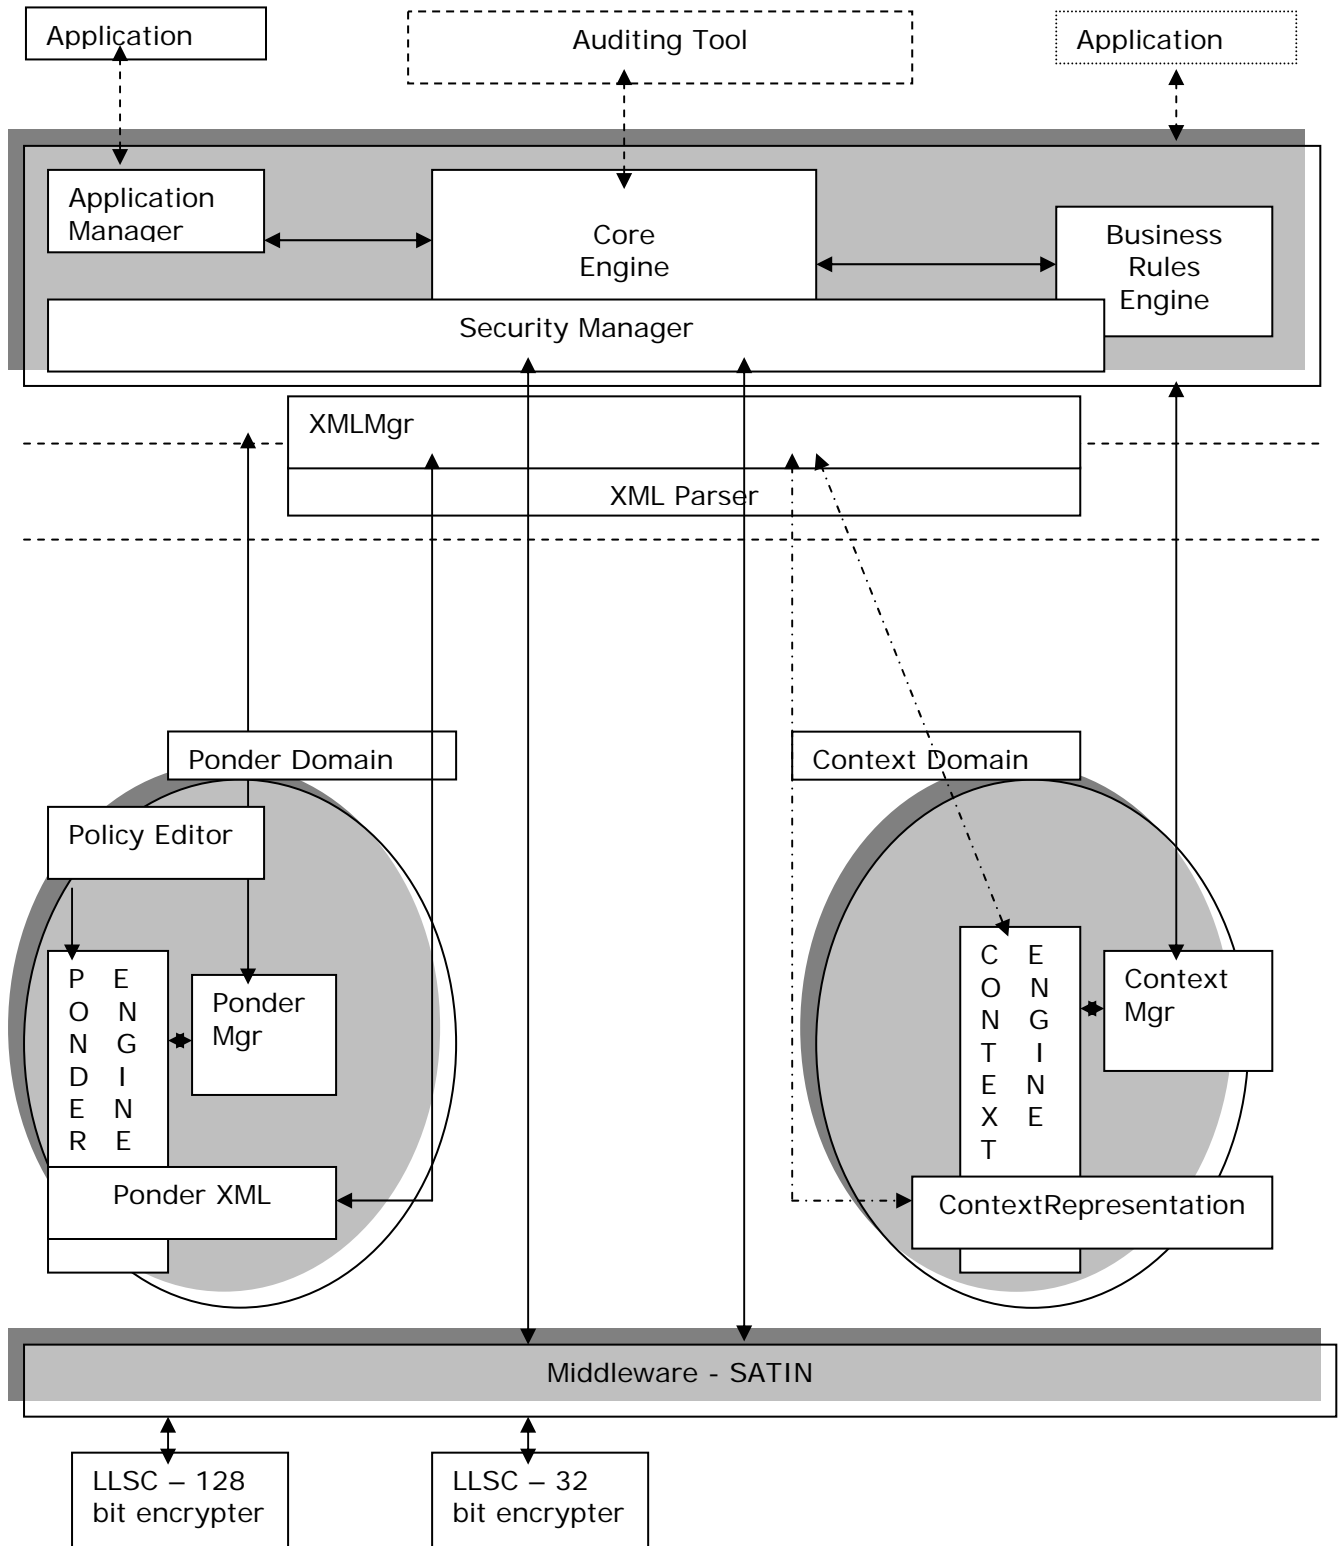 Application
Auditing Tool
Application
Application
Manager
Core
Engine
Business
Rules
Engine
Security Manager
XMLMgr
XML Parser
Ponder Domain
Context Domain
Policy Editor
P E
O N
N G
D I
E N
R E
Ponder
Mgr
C E
O N
N G
T I
E N
X E
T
Context
Mgr
Ponder XML
ContextRepresentation
Middleware - SATIN
LLSC – 128
bit encrypter
LLSC – 32
bit encrypter